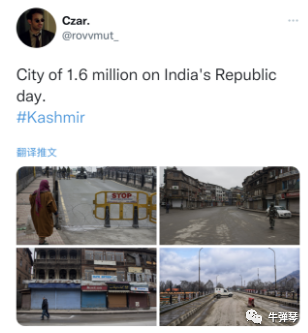 Czar.
@rovvmut_
City of 1.6 million on India's Republic
day.
#Kashmir
翻译推文
STOP
牛弹琴